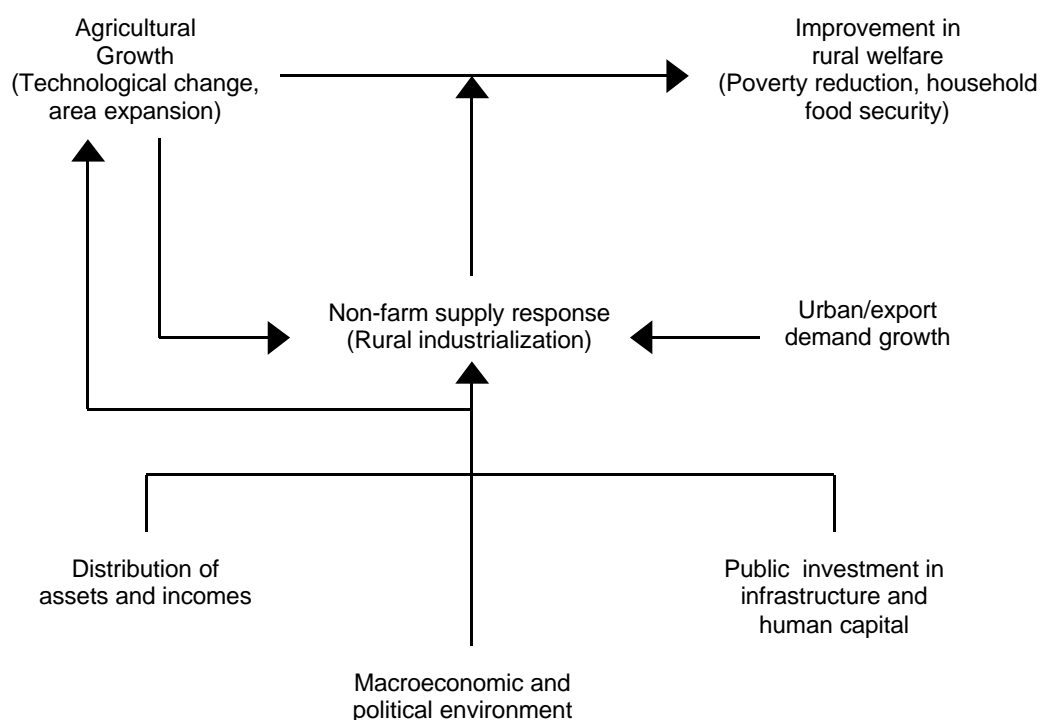 Agricultural
Growth
(Technological change,
area expansion)
Improvement in
rural welfare
(Poverty reduction, household
food security)
Non-farm supply response
(Rural industrialization)
Urban/export
demand growth
Distribution of
assets and incomes
Public investment in
infrastructure and
human capital
Macroeconomic and
political environment